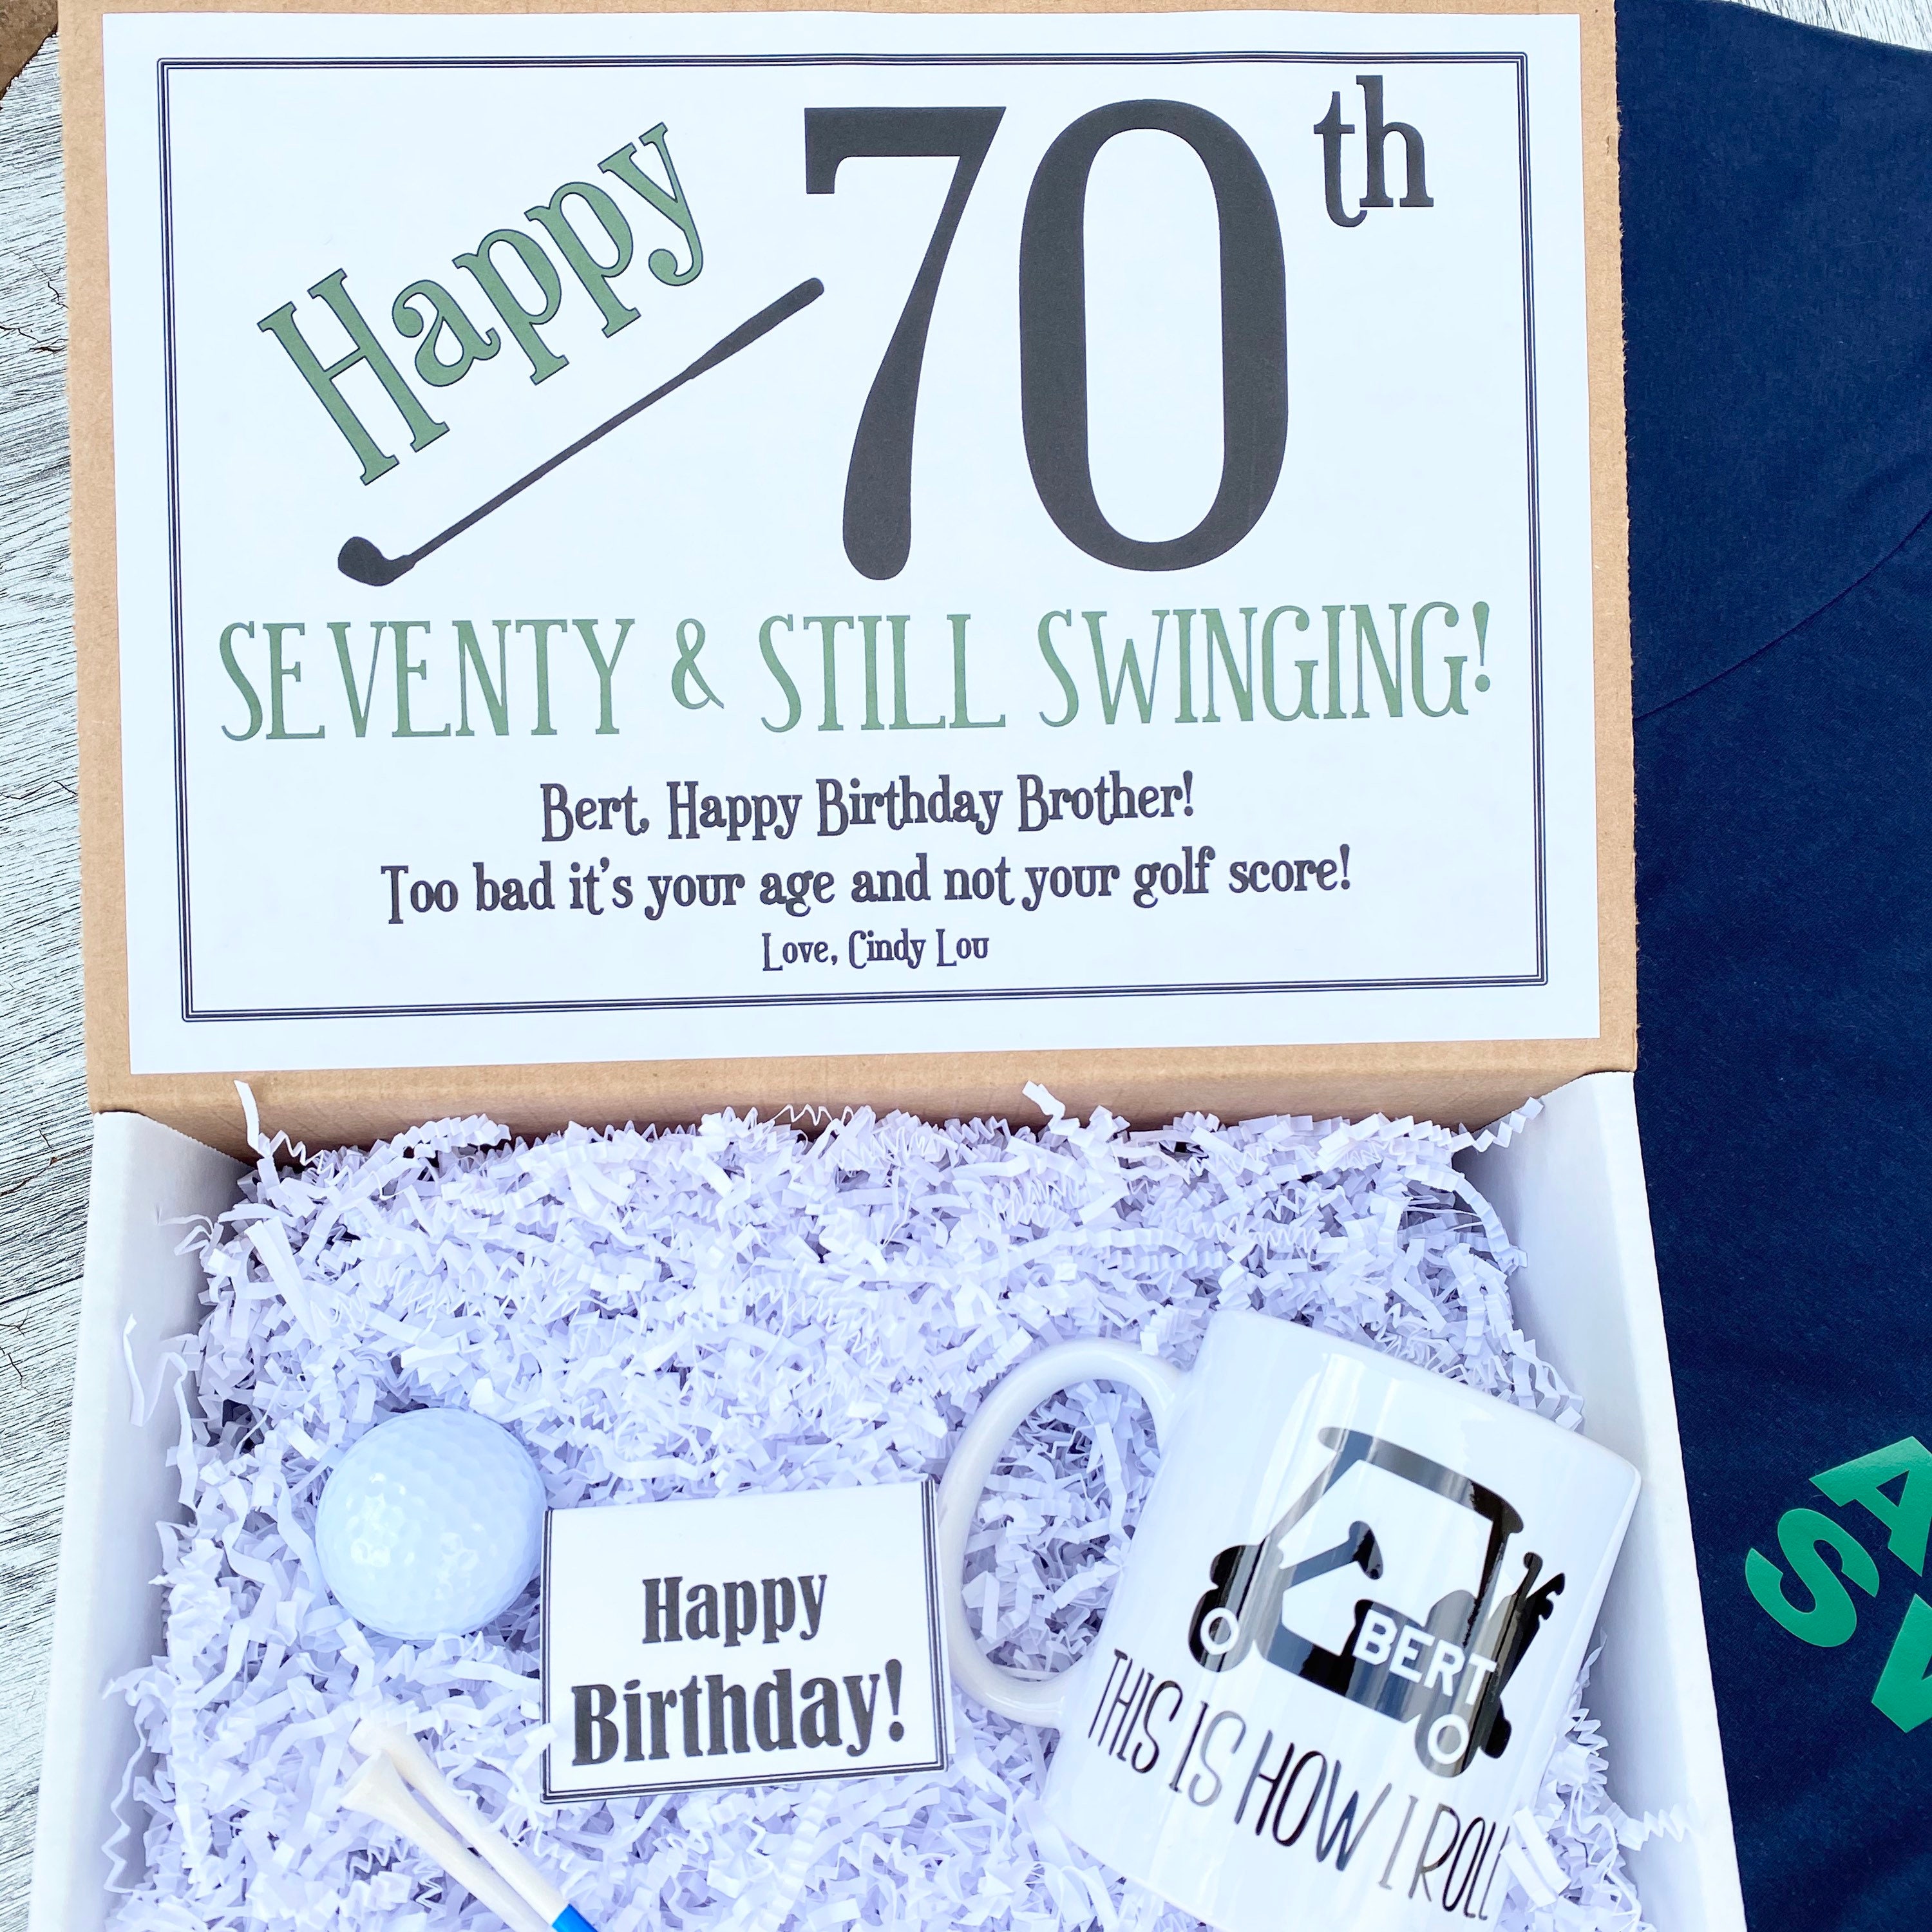 Happy 70th
SEVENTY & STILL SWINGING!
Bert, Happy Birthday Brother!
Too bad it's your age and not your golf score!
Love, Cindy Lou
Happy
Birthday!
BERT
THIS IS HOW I ROLL